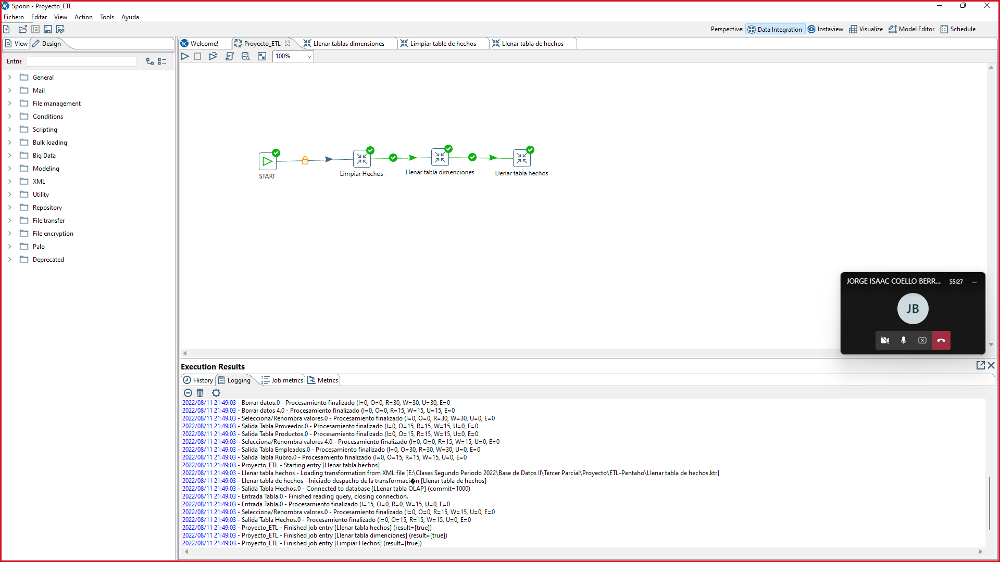 Spoon - Proyecto_ETL
Fichero Editar View Action Tools Ayuda
Perspective: Data Integration Instaview Visualize Model Editor Schedule
View Design
Welcome! Proyecto_ETL Llenar tablas dimensiones Limpiar table de hechos Llenar tabla de hechos
100%
Entrie
General
Mail
File management
Conditions
Scripting
Bulk loading
Big Data
Modeling
XML
Utility
Repository
File transfer
File encryption
Palo
Deprecated
START
Limpiar Hechos
Llenar tabla dimenciones
Llenar tabla hechos
JORGE ISAAC COELLO BERR... 55:27
JB
Execution Results
History Logging Job metrics Metrics
2022/08/11 21:49:03 - Borrar datos.0 - Procesamiento finalizado (I=0, O=0, R=30, W=30, U=30, E=0
2022/08/11 21:49:03 - Borrar datos 4.0 - Procesamiento finalizado (I=0, O=0, R=15, W=15, U=15, E=0
2022/08/11 21:49:03 - Selecciona/Renombra valores.0 - Procesamiento finalizado (I=0, O=0, R=30, W=30, U=0, E=0
2022/08/11 21:49:03 - Salida Tabla Proveedor.0 - Procesamiento finalizado (I=0, O=15, R=15, W=15, U=0, E=0
2022/08/11 21:49:03 - Salida Tabla Productos.0 - Procesamiento finalizado (I=0, O=15, R=15, W=15, U=0, E=0
2022/08/11 21:49:03 - Selecciona/Renombra valores 4.0 - Procesamiento finalizado (I=0, O=0, R=15, W=15, U=0, E=0
2022/08/11 21:49:03 - Salida Tabla Empleados.0 - Procesamiento finalizado (I=0, O=30, R=30, W=30, U=0, E=0
2022/08/11 21:49:03 - Salida Tabla Rubro.0 - Procesamiento finalizado (I=0, O=15, R=15, W=15, U=0, E=0
2022/08/11 21:49:03 - Proyecto_ETL - Starting entry [Llenar tabla hechos]
2022/08/11 21:49:03 - Llenar tabla hechos - Loading transformation from XML file [E:\Clases Segundo Periodo 2022\Base de Datos II\Tercer Parcial\Proyecto\ETL-Pentaho\Llenar tabla de hechos.ktr]
2022/08/11 21:49:03 - Llenar tabla de hechos - Iniciado despacho de la transformaci�n [Llenar tabla de hechos]
2022/08/11 21:49:03 - Salida Tabla Hechos.0 - Connected to database [LLenar tabla OLAP] (commit=1000)
2022/08/11 21:49:03 - Entrada Tabla.0 - Finished reading query, closing connection.
2022/08/11 21:49:03 - Entrada Tabla.0 - Procesamiento finalizado (I=15, O=0, R=0, W=15, U=0, E=0
2022/08/11 21:49:03 - Selecciona/Renombra valores.0 - Procesamiento finalizado (I=0, O=0, R=15, W=15, U=0, E=0
2022/08/11 21:49:03 - Salida Tabla Hechos.0 - Procesamiento finalizado (I=0, O=15, R=15, W=15, U=0, E=0
2022/08/11 21:49:03 - Proyecto_ETL - Finished job entry [Llenar tabla hechos] (result=[true])
2022/08/11 21:49:03 - Proyecto_ETL - Finished job entry [Llenar tabla dimenciones] (result=[true])
2022/08/11 21:49:03 - Proyecto_ETL - Finished job entry [Limpiar Hechos] (result=[true])